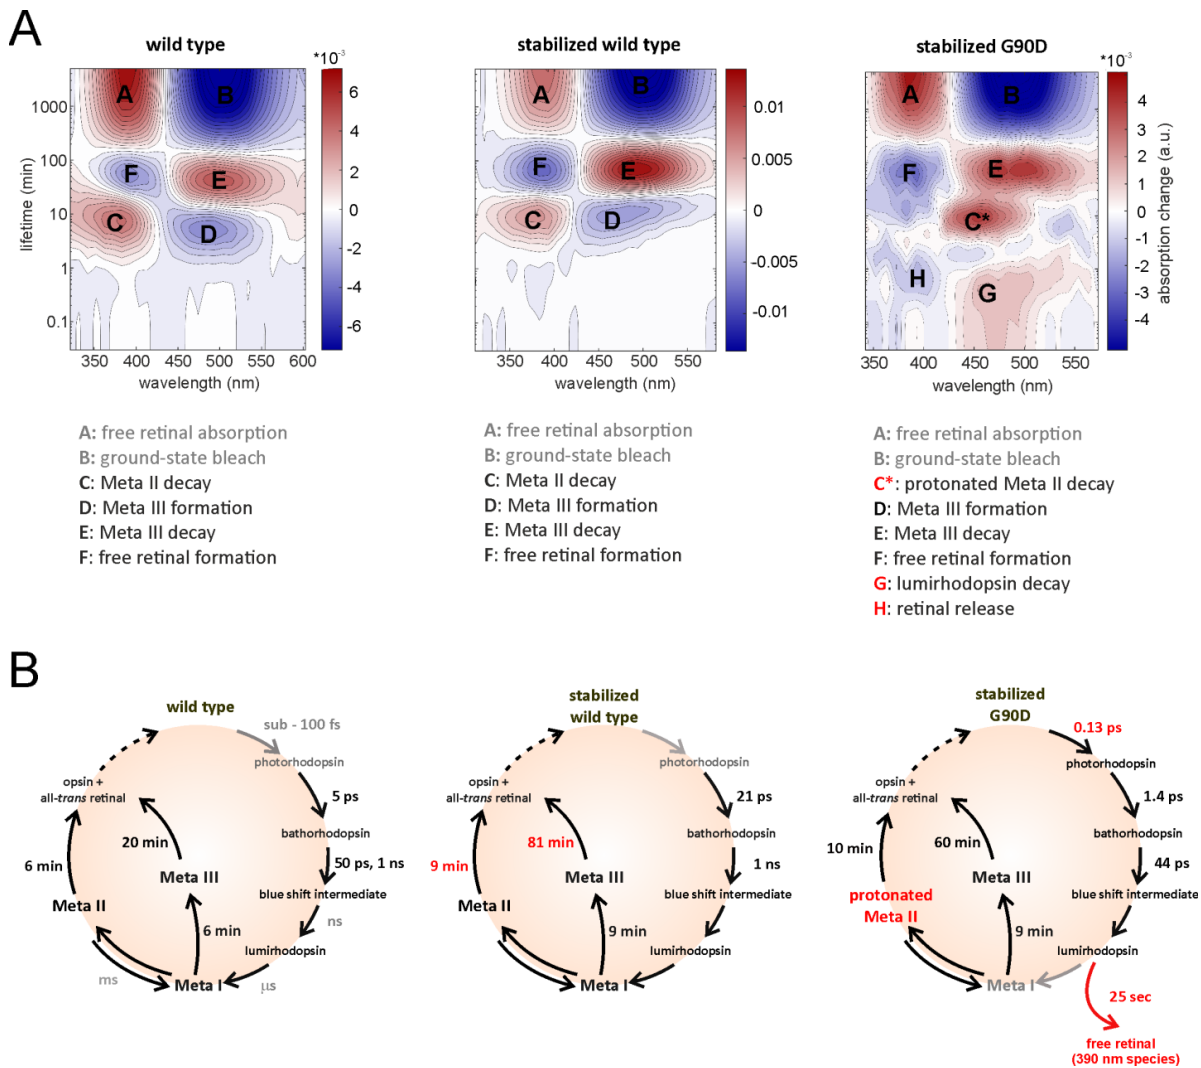 A
wild type
*10⁻³
lifetime (min)
1000
100
10
1
0.1
A
B
F
E
C
D
350 400 450 500 550 600
wavelength (nm)
6
4
2
0
-2
-4
-6
stabilized wild type
A
B
F
E
C
D
350 400 450 500 550
wavelength (nm)
0.01
0.005
0
-0.005
-0.01
stabilized G90D
*10⁻³
A
B
F
E
C*
H
G
350 400 450 500 550
wavelength (nm)
4
3
2
1
0
-1
-2
-3
-4
absorption change (a.u.)
A: free retinal absorption
B: ground-state bleach
C: Meta II decay
D: Meta III formation
E: Meta III decay
F: free retinal formation
A: free retinal absorption
B: ground-state bleach
C: Meta II decay
D: Meta III formation
E: Meta III decay
F: free retinal formation
A: free retinal absorption
B: ground-state bleach
C*: protonated Meta II decay
D: Meta III formation
E: Meta III decay
F: free retinal formation
G: lumirhodopsin decay
H: retinal release
B
wild type
sub - 100 fs
photorhodopsin
5 ps
bathorhodopsin
50 ps, 1 ns
blue shift intermediate
ns
lumirhodopsin
µs
Meta I
ms
Meta II
6 min
opsin +
all-trans retinal
20 min
Meta III
6 min
stabilized
wild type
photorhodopsin
21 ps
bathorhodopsin
1 ns
blue shift intermediate
lumirhodopsin
Meta I
Meta II
9 min
opsin +
all-trans retinal
81 min
Meta III
9 min
stabilized
G90D
0.13 ps
photorhodopsin
1.4 ps
bathorhodopsin
44 ps
blue shift intermediate
lumirhodopsin
25 sec
free retinal
(390 nm species)
Meta I
protonated
Meta II
10 min
opsin +
all-trans retinal
60 min
Meta III
9 min